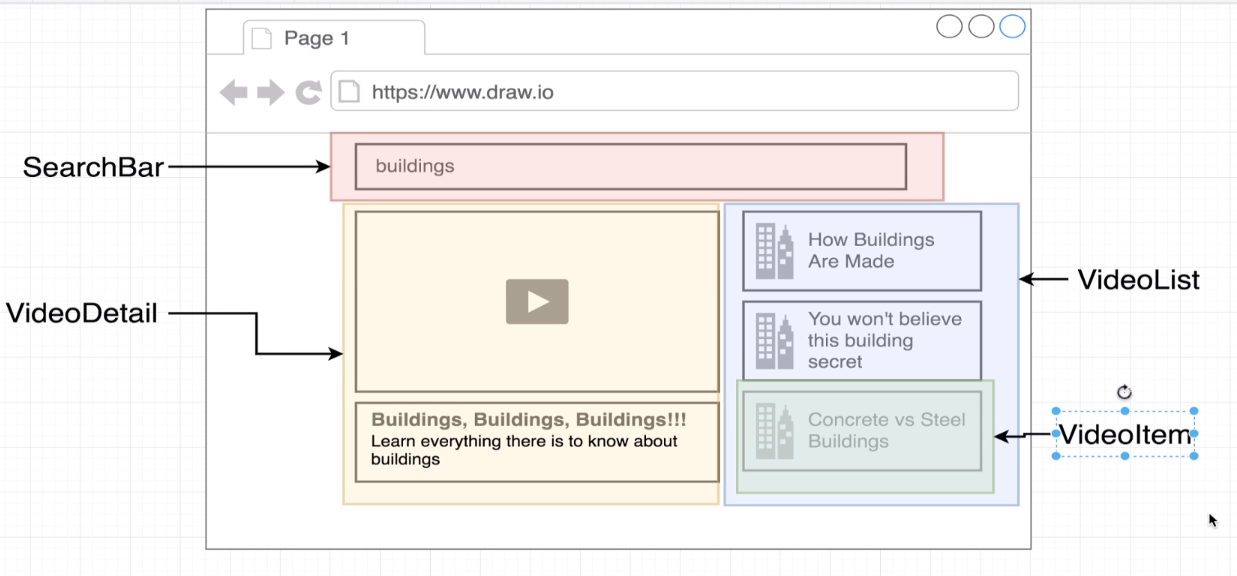 Page 1
https://www.draw.io
SearchBar
buildings
How Buildings
Are Made
VideoList
VideoDetail
You won't believe
this building
secret
Buildings, Buildings, Buildings!!!
Learn everything there is to know about
buildings
Concrete vs Steel
Buildings
VideoItem